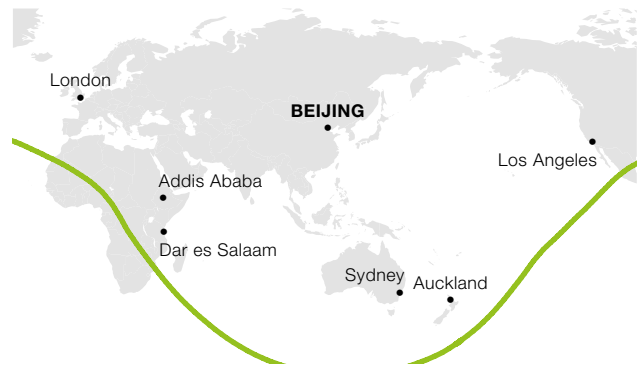 London
BEIJING
Los Angeles
Addis Ababa
Dar es Salaam
Sydney
Auckland